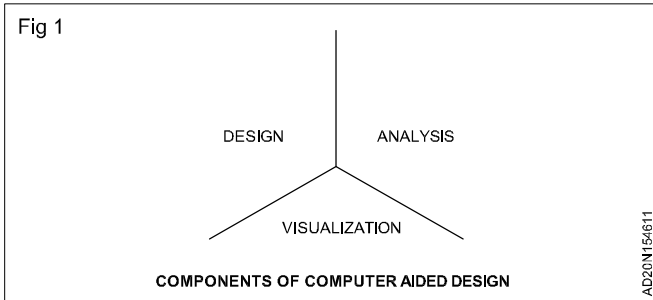 Fig 1
DESIGN
ANALYSIS
VISUALIZATION
COMPONENTS OF COMPUTER AIDED DESIGN
AD20N154611